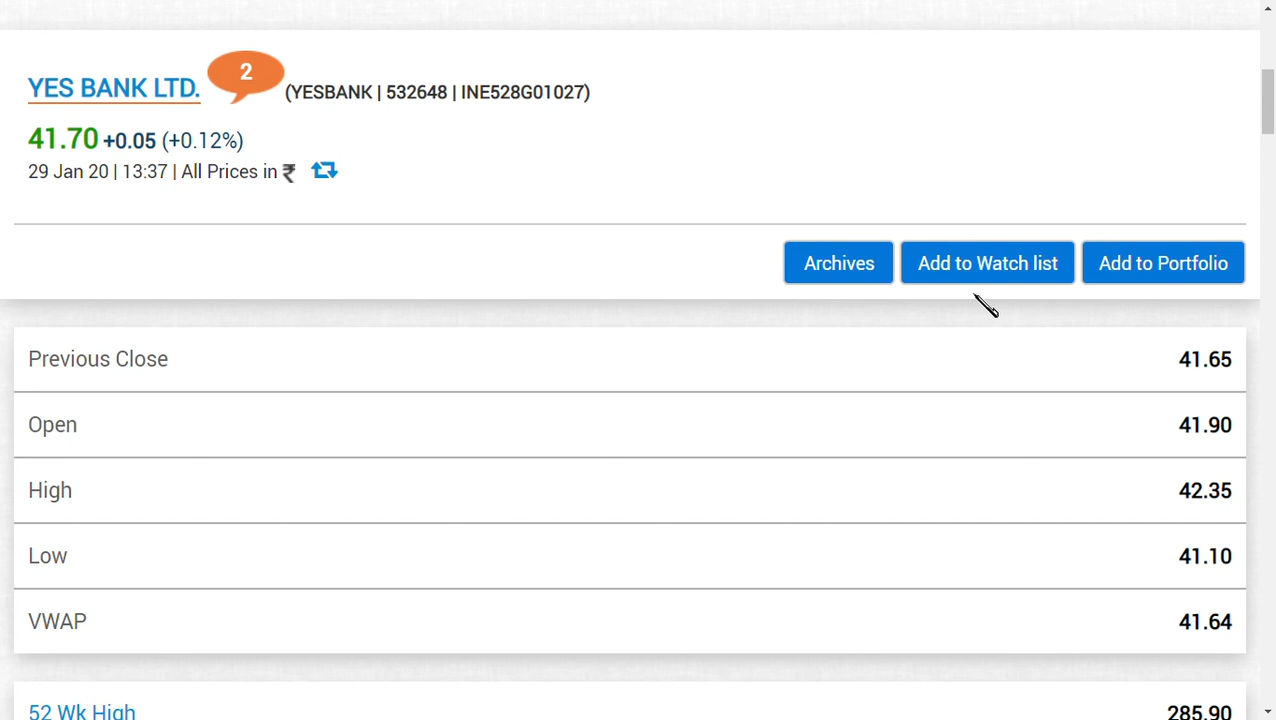 YES BANK LTD. 2 (YESBANK | 532648 | INE528G01027)
41.70 +0.05 (+0.12%)
29 Jan 20 | 13:37 | All Prices in ₹
Archives Add to Watch list Add to Portfolio
Previous Close 41.65
Open 41.90
High 42.35
Low 41.10
VWAP 41.64
52 Wk High 285.90